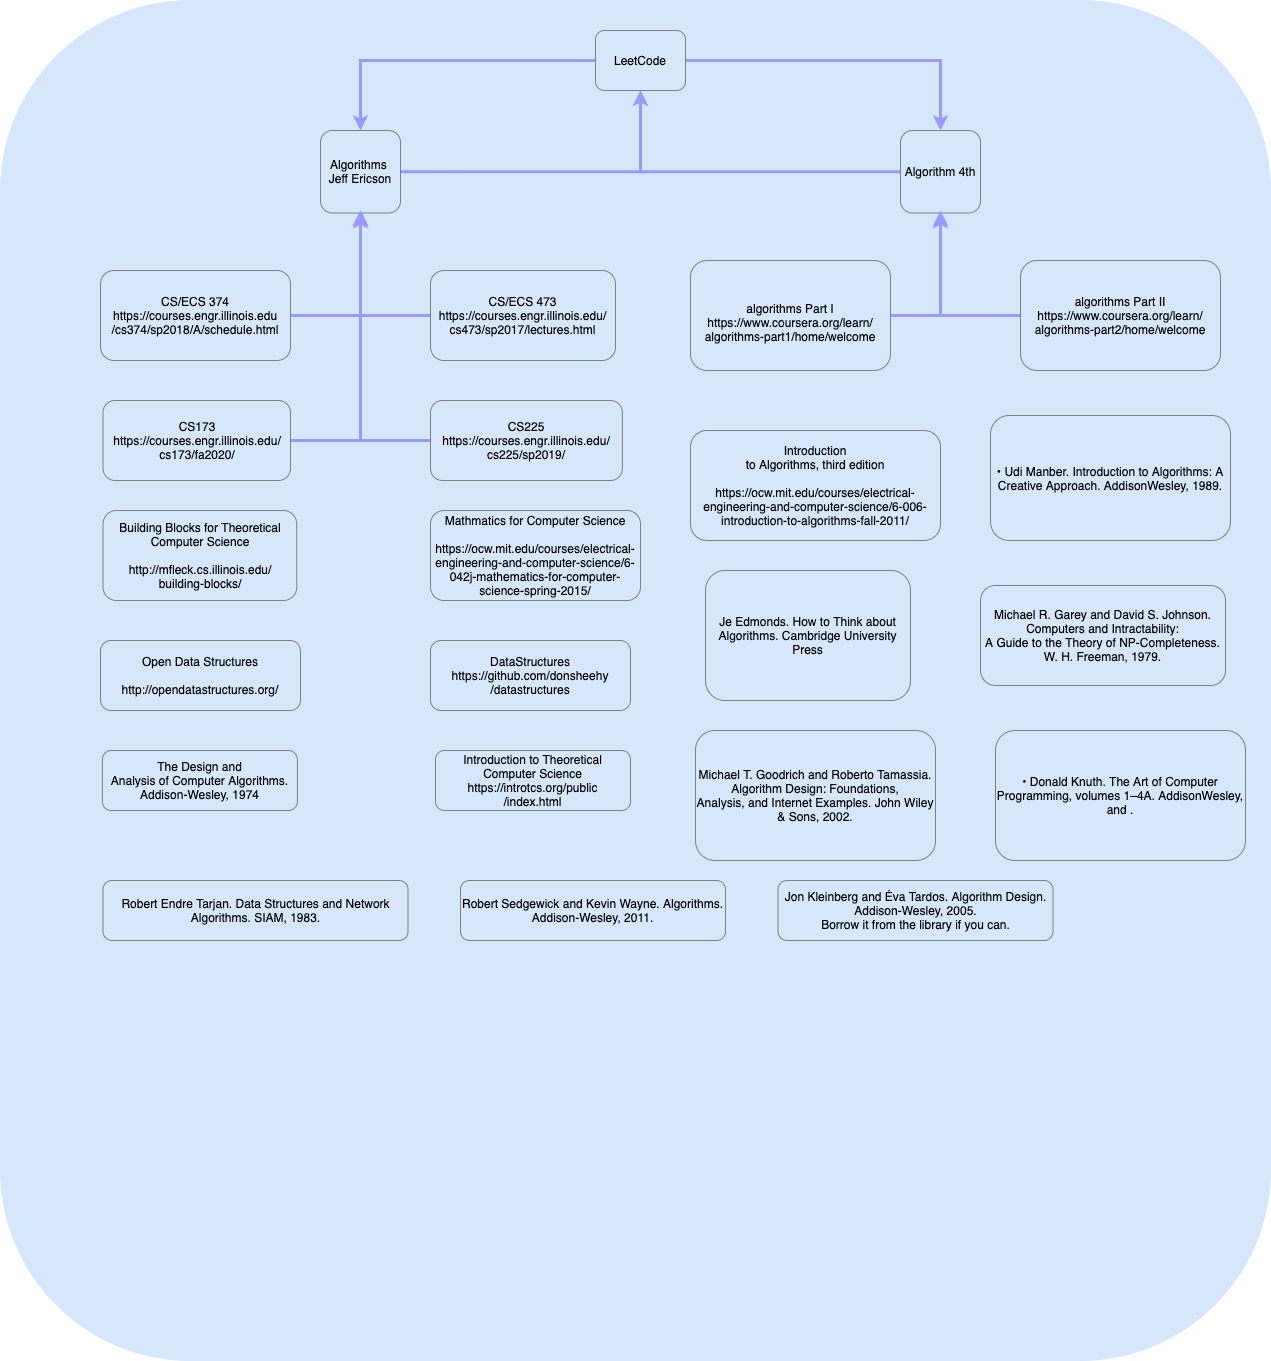 LeetCode
Algorithms
Jeff Ericson
Algorithm 4th
CS/ECS 374
https://courses.engr.illinois.edu
/cs374/sp2018/A/schedule.html
CS/ECS 473
https://courses.engr.illinois.edu/
cs473/sp2017/lectures.html
algorithms Part I
https://www.coursera.org/learn/
algorithms-part1/home/welcome
algorithms Part II
https://www.coursera.org/learn/
algorithms-part2/home/welcome
CS173
https://courses.engr.illinois.edu/
cs173/fa2020/
CS225
https://courses.engr.illinois.edu/
cs225/sp2019/
Introduction
to Algorithms, third edition
https://ocw.mit.edu/courses/electrical-
engineering-and-computer-science/6-006-
introduction-to-algorithms-fall-2011/
• Udi Manber. Introduction to Algorithms: A
Creative Approach. AddisonWesley, 1989.
Building Blocks for Theoretical
Computer Science
http://mfleck.cs.illinois.edu/
building-blocks/
Mathmatics for Computer Science
https://ocw.mit.edu/courses/electrical-
engineering-and-computer-science/6-
042j-mathematics-for-computer-
science-spring-2015/
Je Edmonds. How to Think about
Algorithms. Cambridge University
Press
Michael R. Garey and David S. Johnson.
Computers and Intractability:
A Guide to the Theory of NP-Completeness.
W. H. Freeman, 1979.
Open Data Structures
http://opendatastructures.org/
DataStructures
https://github.com/donsheehy
/datastructures
The Design and
Analysis of Computer Algorithms.
Addison-Wesley, 1974
Introduction to Theoretical
Computer Science
https://introtcs.org/public
/index.html
Michael T. Goodrich and Roberto Tamassia.
Algorithm Design: Foundations,
Analysis, and Internet Examples. John Wiley
& Sons, 2002.
• Donald Knuth. The Art of Computer
Programming, volumes 1–4A. AddisonWesley,
and .
Robert Endre Tarjan. Data Structures and Network
Algorithms. SIAM, 1983.
Robert Sedgewick and Kevin Wayne. Algorithms.
Addison-Wesley, 2011.
Jon Kleinberg and Éva Tardos. Algorithm Design.
Addison-Wesley, 2005.
Borrow it from the library if you can.